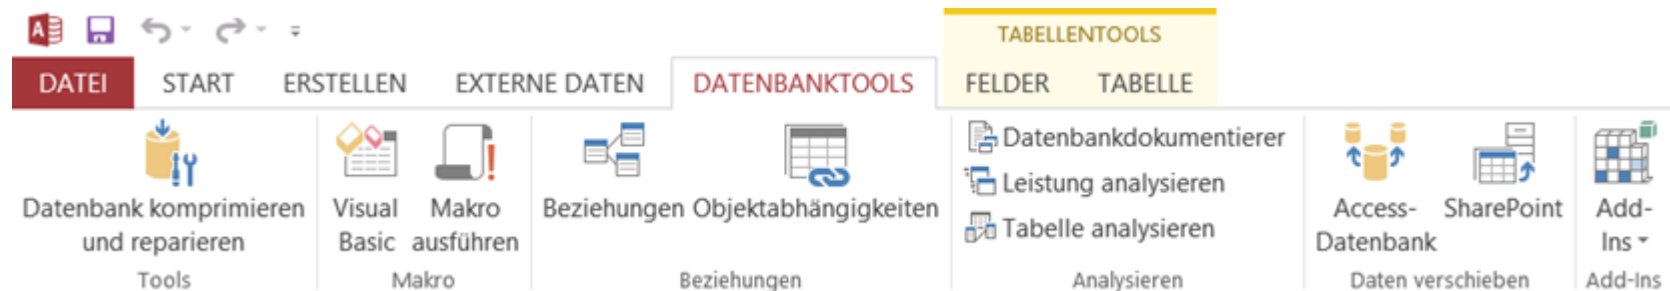 TABELLENTOOLS
DATEI START ERSTELLEN EXTERNE DATEN DATENBANKTOOLS FELDER TABELLE
Datenbank komprimieren
und reparieren
Tools
Visual
Basic
Makro
ausführen
Makro
Beziehungen
Objektabhängigkeiten
Beziehungen
Datenbankdokumentierer
Leistung analysieren
Tabelle analysieren
Analysieren
Access-
Datenbank
SharePoint
Daten verschieben
Add-
Ins
Add-Ins